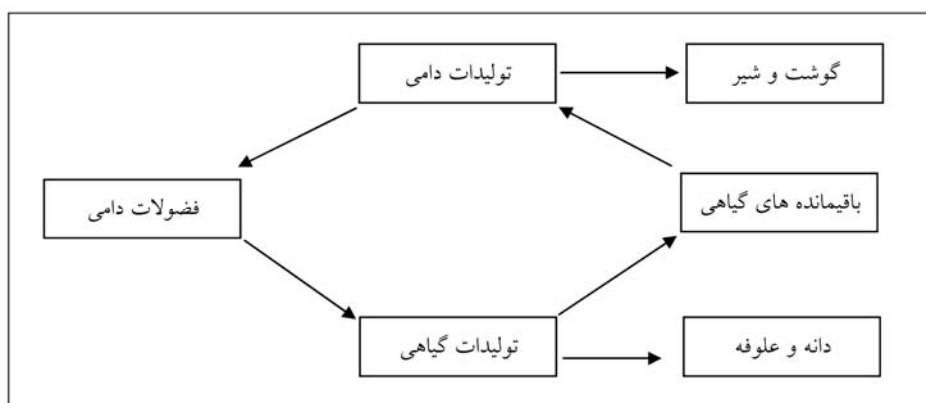 تولیدات دامی
گوشت و شیر
باقیمانده های گیاهی
فضولات دامی
تولیدات گیاهی
دانه و علوفه